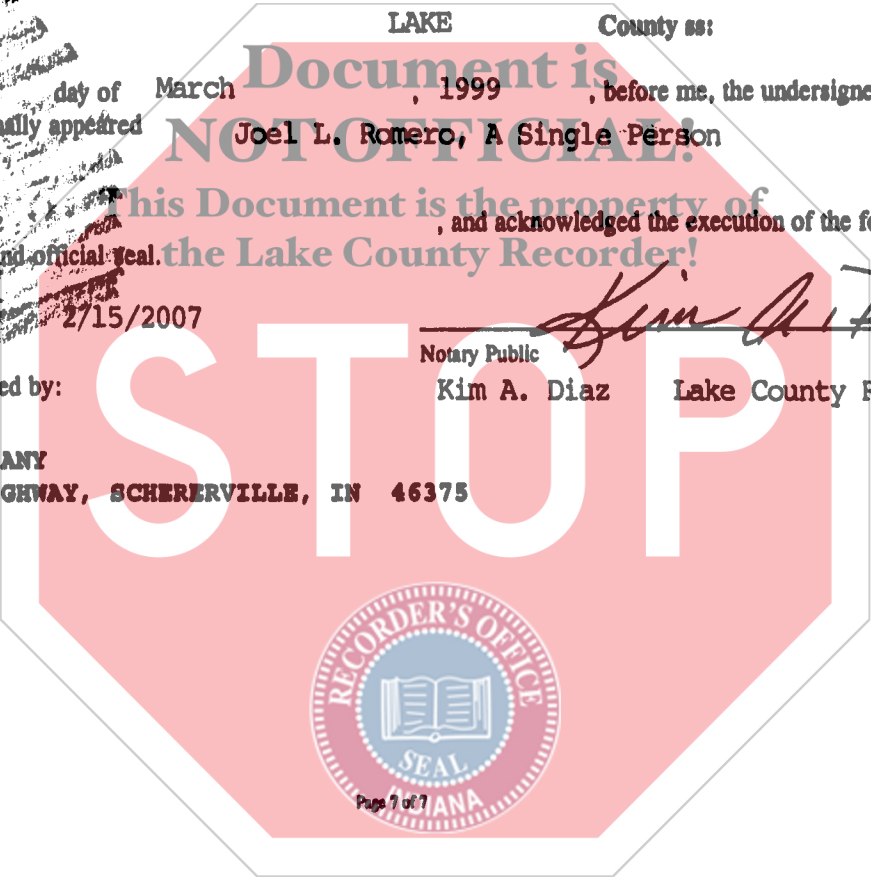 LAKE County ss:
Document is
day of March , 1999 , before me, the undersigne
ally appeared Joel L. Romero, A Single Person
NOT OFFICIAL!
This Document is the property of
, and acknowledged the execution of the fo
nd official seal.
the Lake County Recorder!
2/15/2007
Notary Public
ed by: Kim A. Diaz Lake County
ANY
GHWAY, SCHERERVILLE, IN 46375
STOP
RECORDER'S OFFICE
SEAL
INDIANA
Page 7 of 7